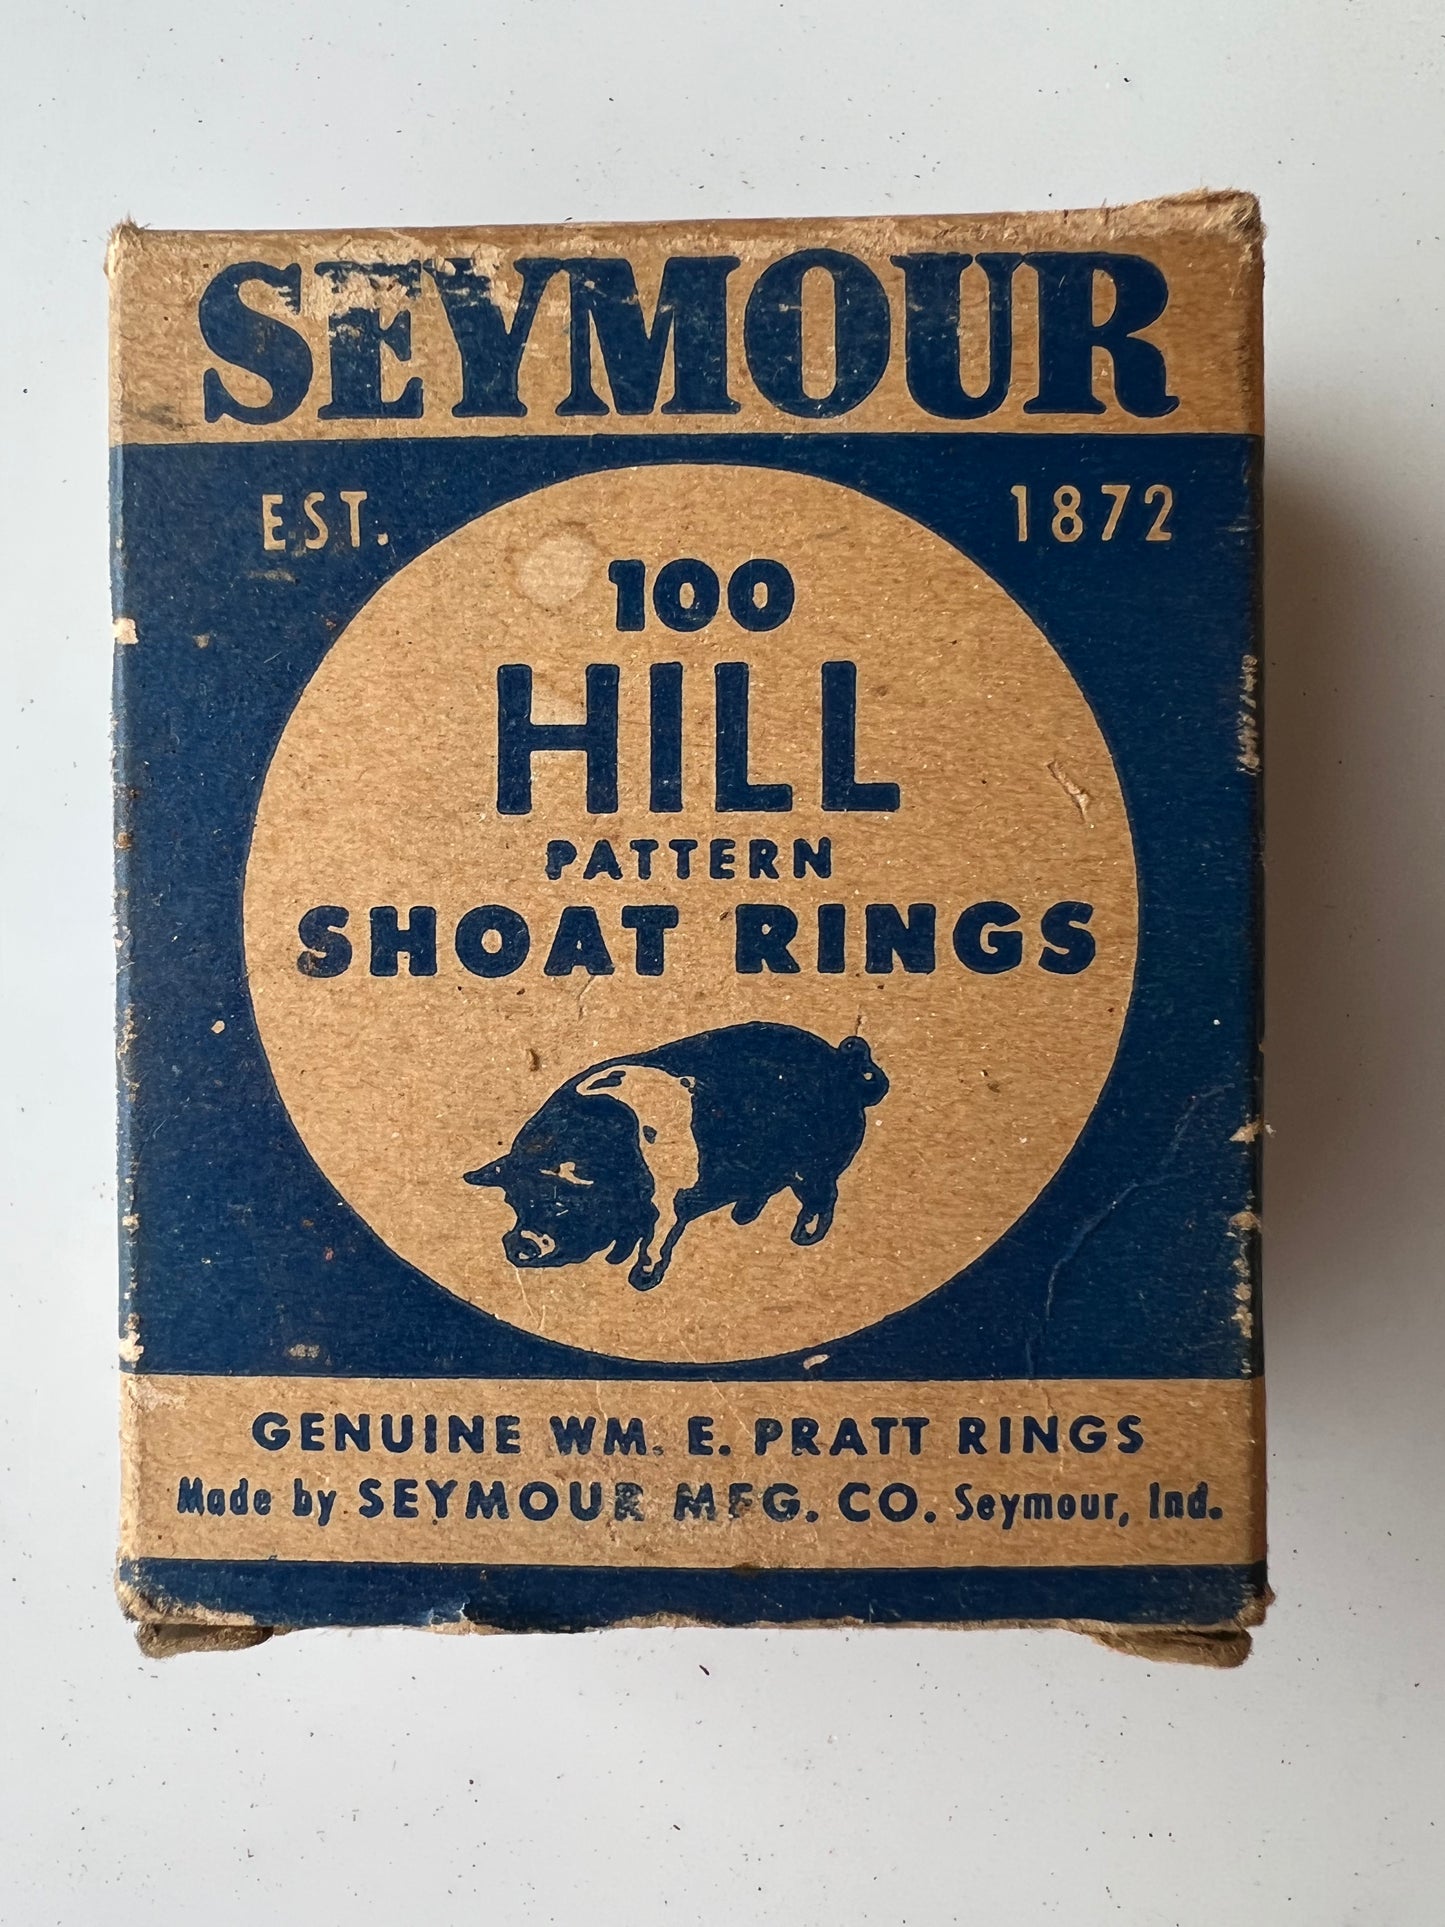 SEYMOUR
EST. 1872
100
HILL
PATTERN
SHOAT RINGS
GENUINE WM. E. PRATT RINGS
Made by SEYMOUR MFG. CO. Seymour, Ind.